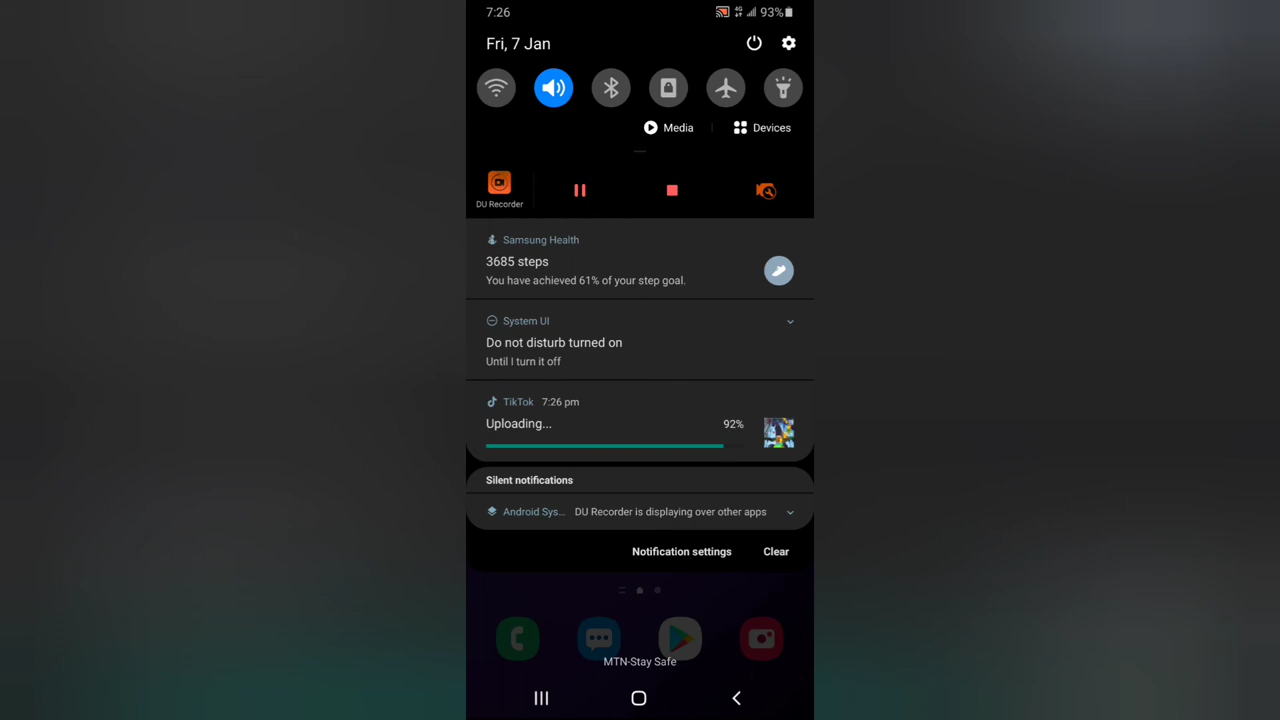 7:26
4G
93%
Fri, 7 Jan
Media
Devices
DU Recorder
Samsung Health
3685 steps
You have achieved 61% of your step goal.
System UI
Do not disturb turned on
Until I turn it off
TikTok 7:26 pm
Uploading... 92%
Silent notifications
Android Sys... DU Recorder is displaying over other apps
Notification settings
Clear
MTN-Stay Safe